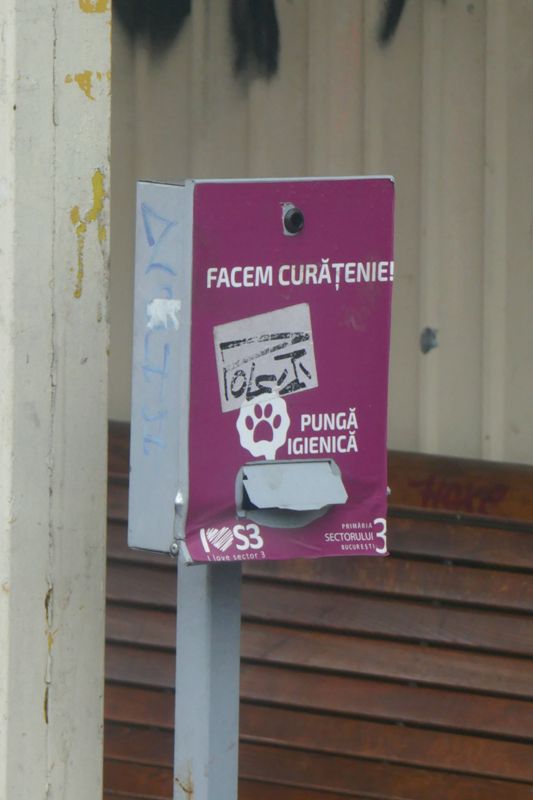 FACEM CURĂȚENIE!
PUNGĂ
IGIENICĂ
I S3
I love sector 3
PRIMĂRIA
SECTORULUI 3
BUCUREȘTI